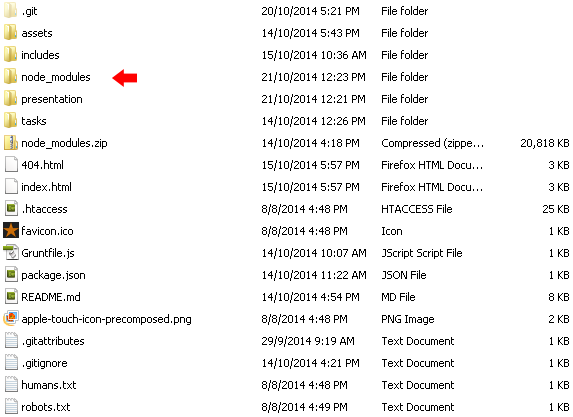 .git 20/10/2014 5:21 PM File folder
assets 14/10/2014 5:43 PM File folder
includes 15/10/2014 10:36 AM File folder
node_modules 21/10/2014 12:23 PM File folder
presentation 21/10/2014 12:21 PM File folder
tasks 14/10/2014 12:26 PM File folder
node_modules.zip 14/10/2014 4:18 PM Compressed (zippe... 20,818 KB
404.html 15/10/2014 5:57 PM Firefox HTML Docu... 3 KB
index.html 15/10/2014 5:57 PM Firefox HTML Docu... 3 KB
.htaccess 8/8/2014 4:48 PM HTACCESS File 25 KB
favicon.ico 8/8/2014 4:48 PM Icon 1 KB
Gruntfile.js 14/10/2014 10:07 AM JScript Script File 1 KB
package.json 14/10/2014 11:22 AM JSON File 1 KB
README.md 14/10/2014 4:54 PM MD File 8 KB
apple-touch-icon-precomposed.png 8/8/2014 4:48 PM PNG Image 2 KB
.gitattributes 29/9/2014 9:19 AM Text Document 1 KB
.gitignore 14/10/2014 4:21 PM Text Document 1 KB
humans.txt 8/8/2014 4:48 PM Text Document 1 KB
robots.txt 8/8/2014 4:48 PM Text Document 1 KB